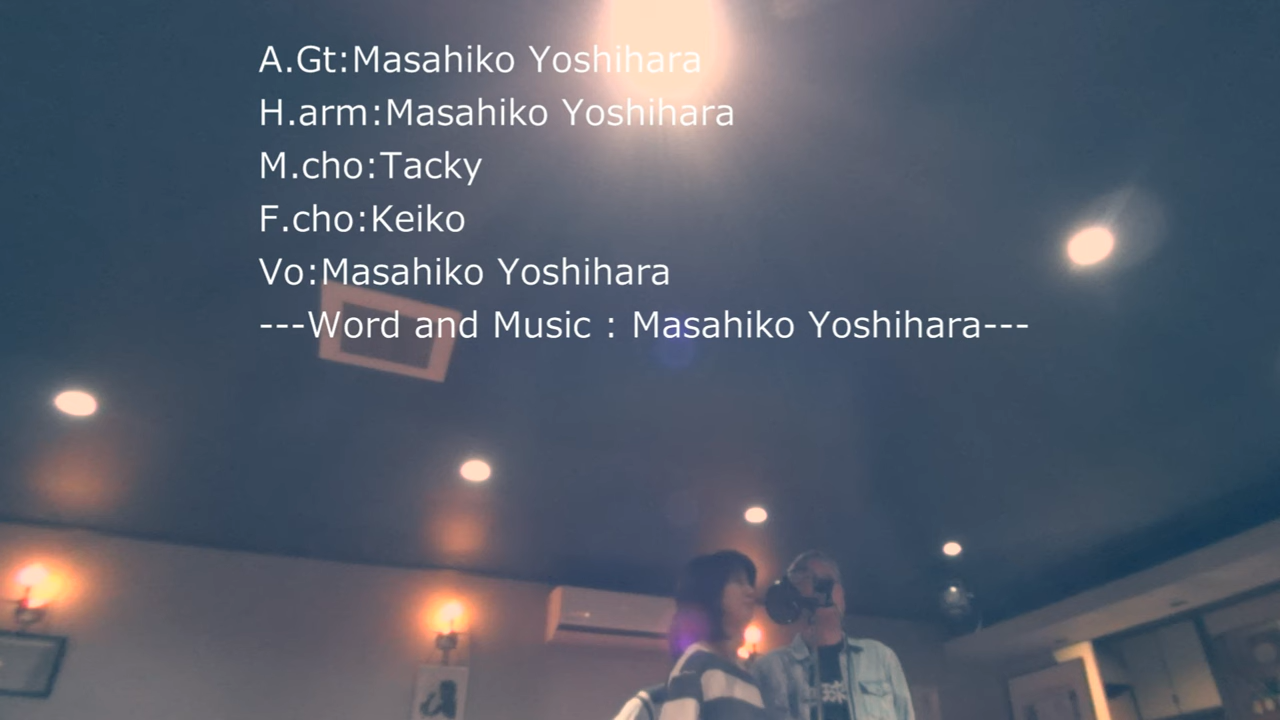 A.Gt:Masahiko Yoshihara
H.arm:Masahiko Yoshihara
M.cho:Tacky
F.cho:Keiko
Vo:Masahiko Yoshihara
---Word and Music : Masahiko Yoshihara---